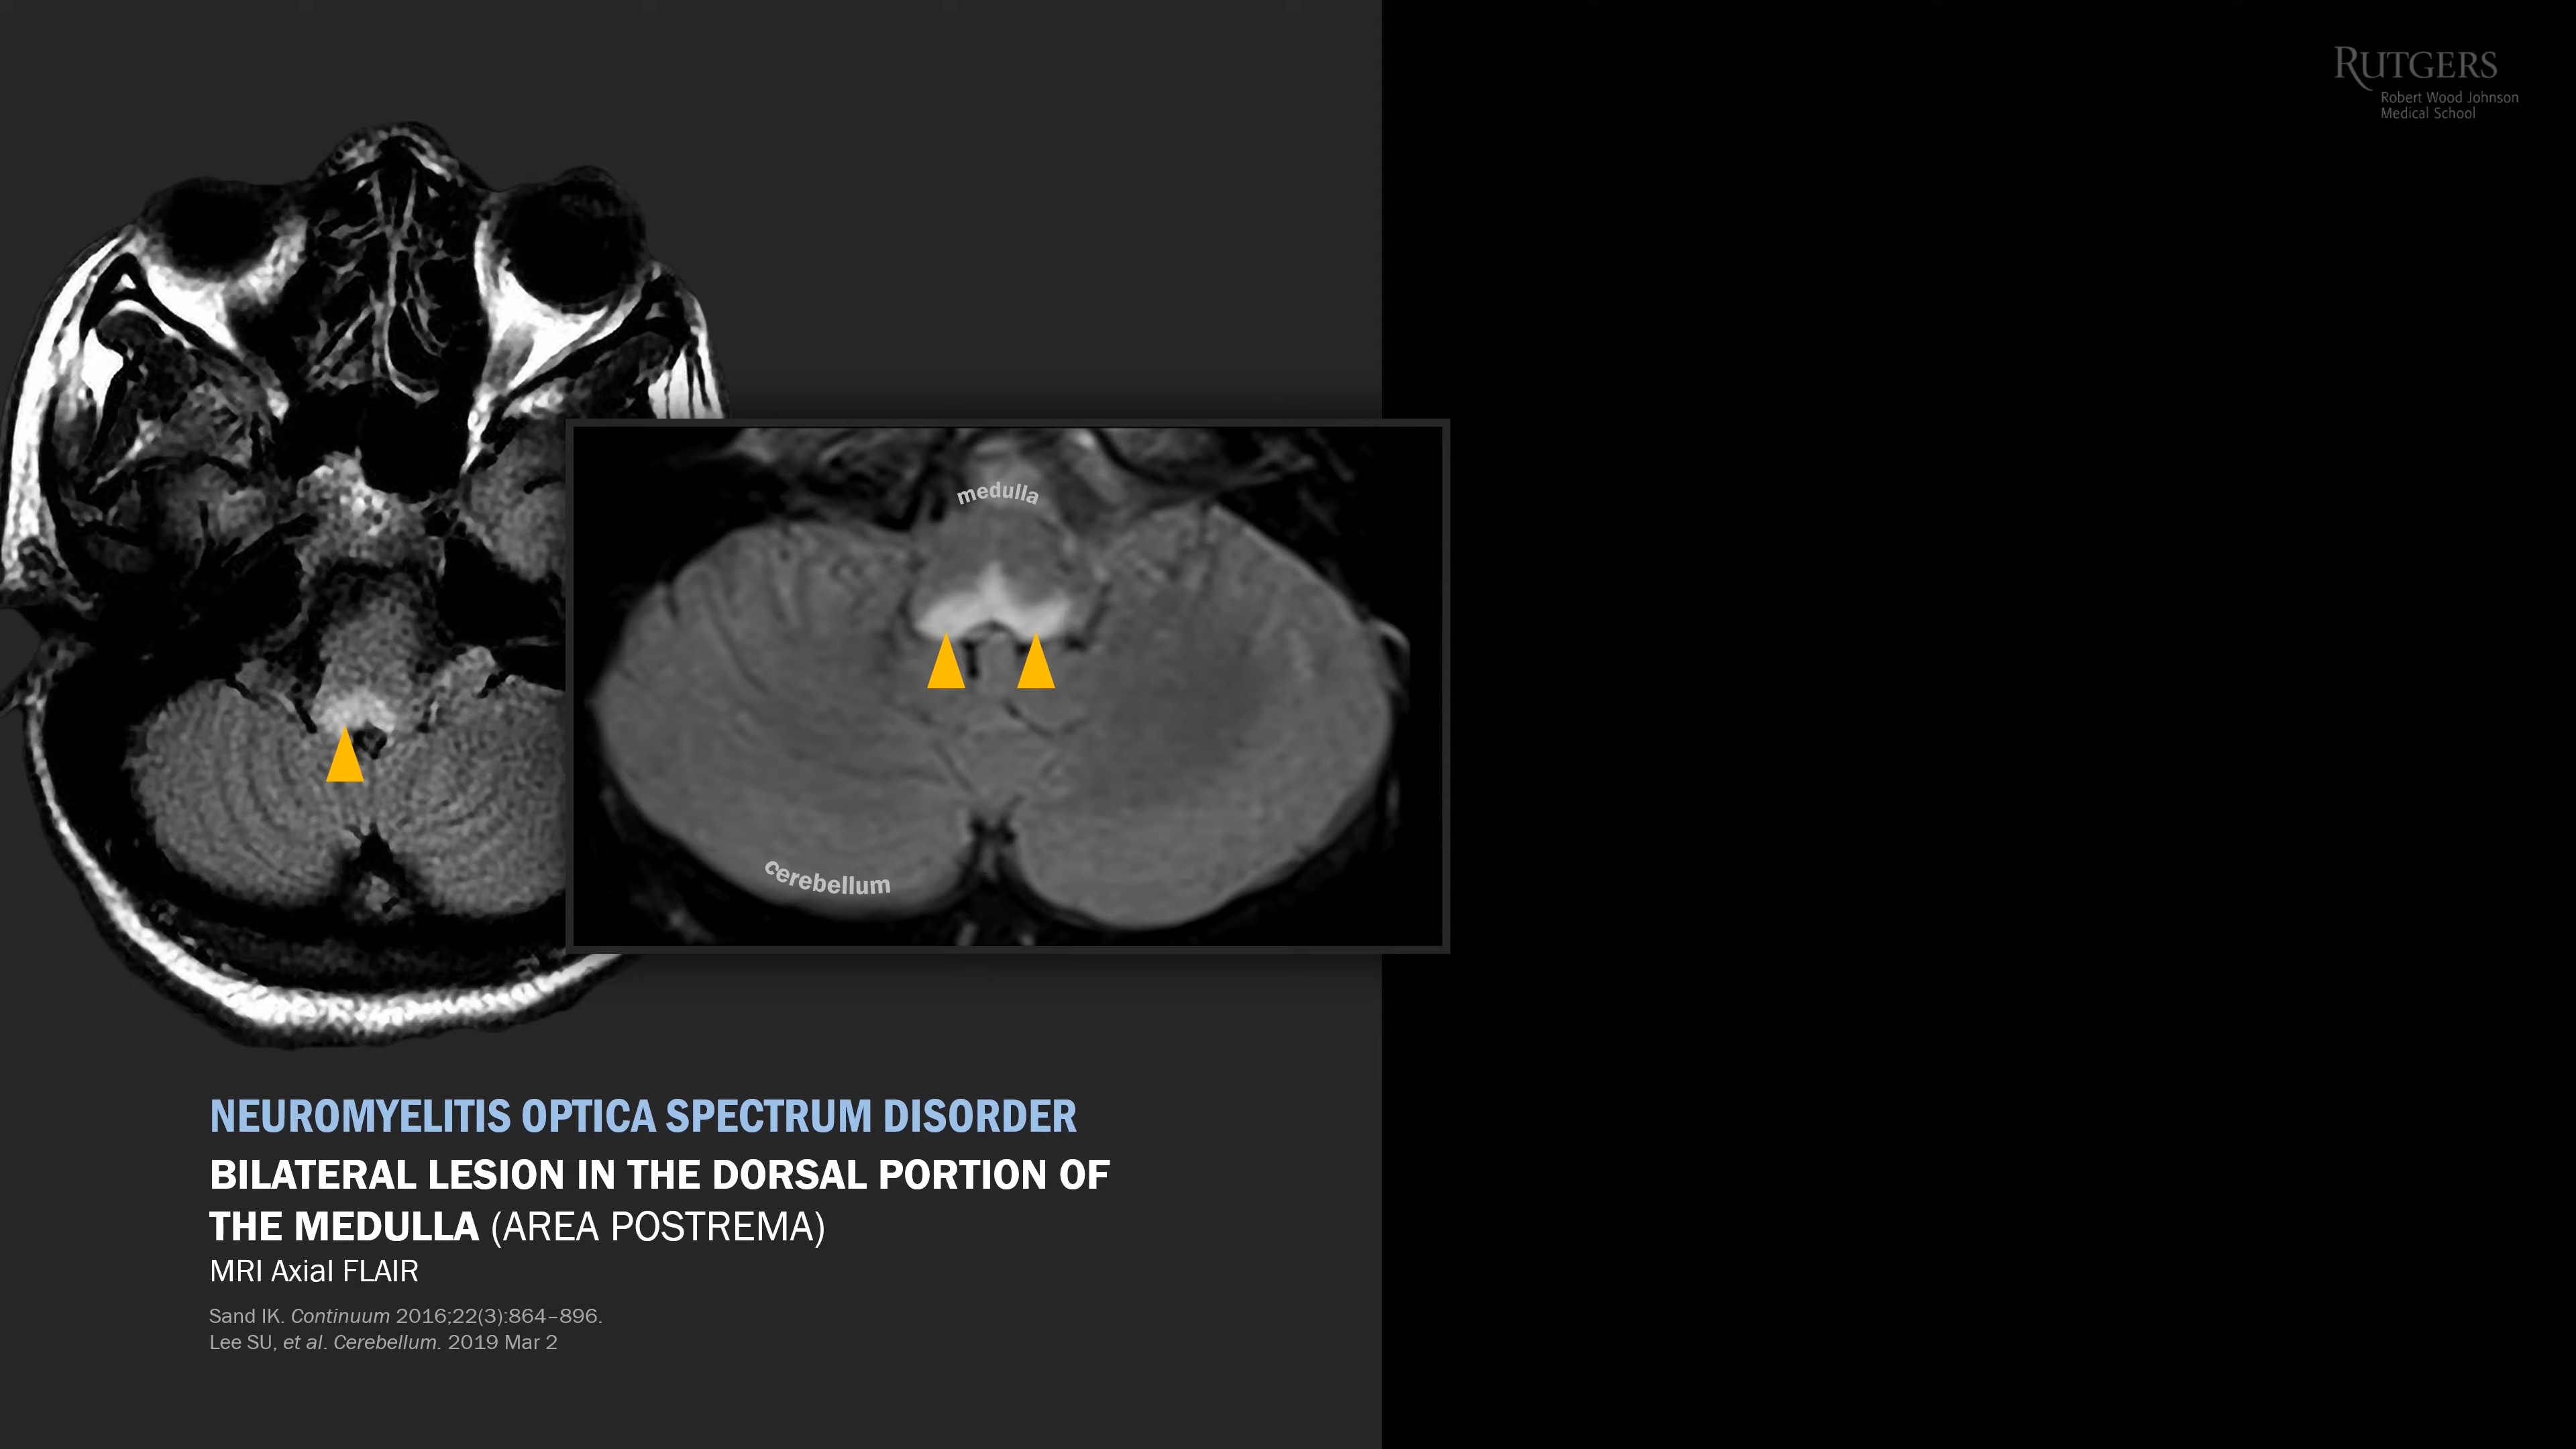 RUTGERS
Robert Wood Johnson
Medical School
medulla
cerebellum
NEUROMYELITIS OPTICA SPECTRUM DISORDER
BILATERAL LESION IN THE DORSAL PORTION OF
THE MEDULLA (AREA POSTREMA)
MRI Axial FLAIR
Sand IK. Continuum 2016;22(3):864–896.
Lee SU, et al. Cerebellum. 2019 Mar 2